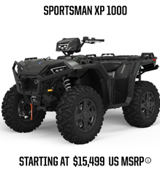 SPORTSMAN XP 1000
STARTING AT $15,499 US MSRP